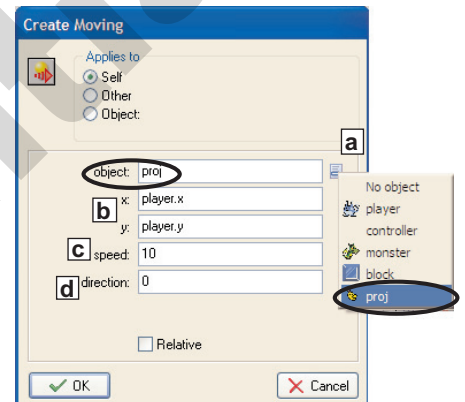 Create Moving
Applies to
Self
Other
Object:
a
object: proj
b
x: player.x
y: player.y
c
speed: 10
d
direction: 0
Relative
OK
Cancel
No object
player
controller
monster
block
proj